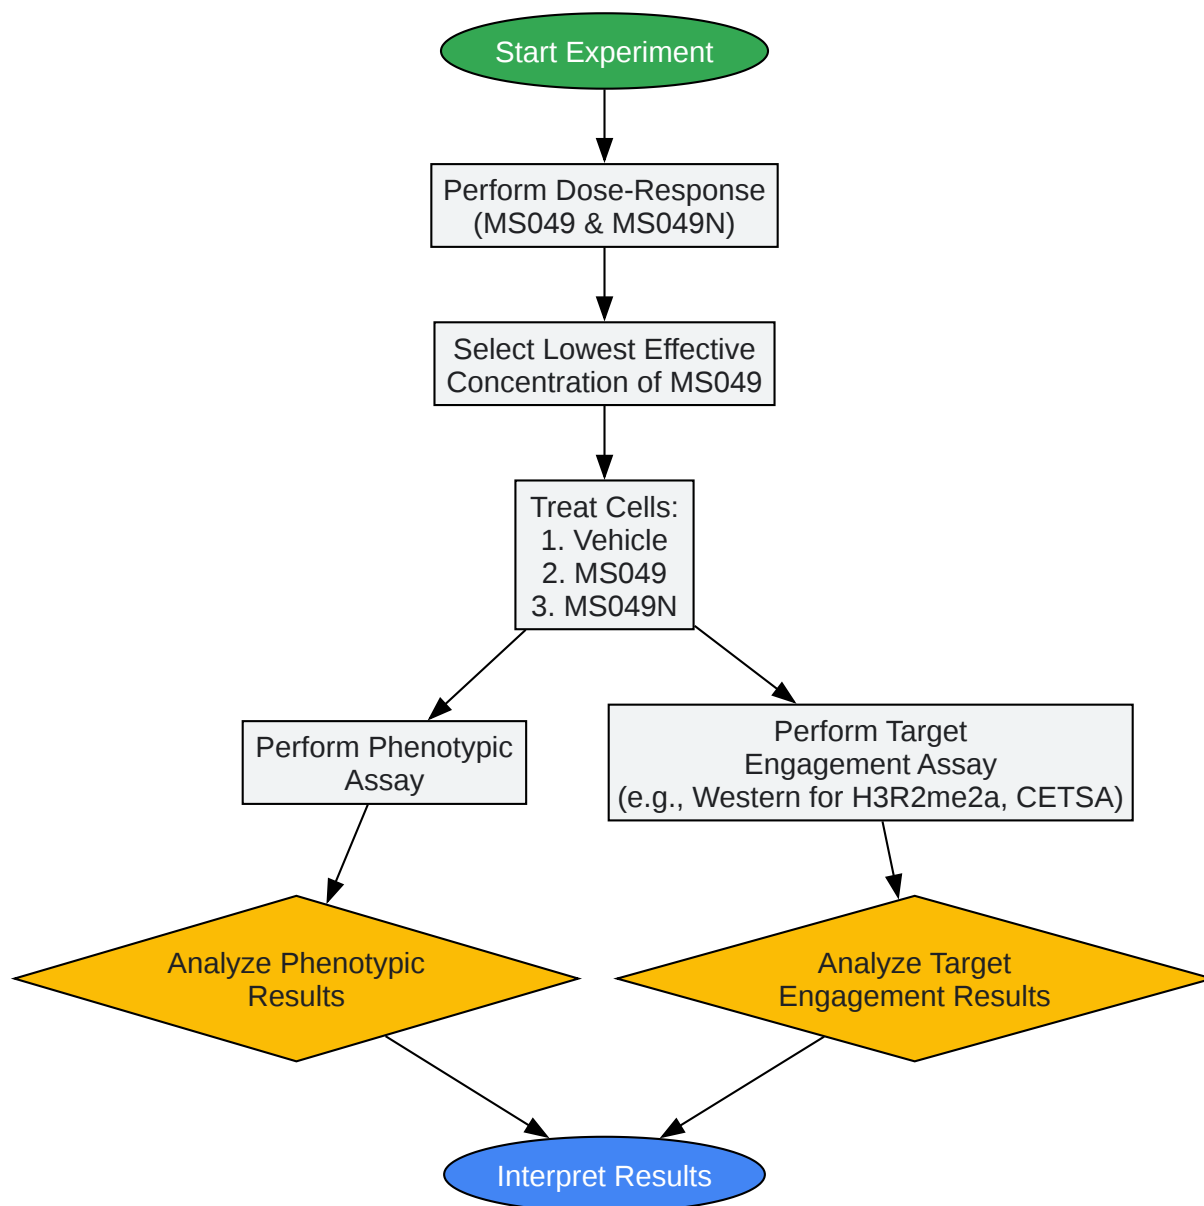 Start Experiment
Perform Dose-Response
(MS049 & MS049N)
Select Lowest Effective
Concentration of MS049
Treat Cells:
1. Vehicle
2. MS049
3. MS049N
Perform Phenotypic
Assay
Perform Target
Engagement Assay
(e.g., Western for H3R2me2a, CETSA)
Analyze Phenotypic
Results
Analyze Target
Engagement Results
Interpret Results